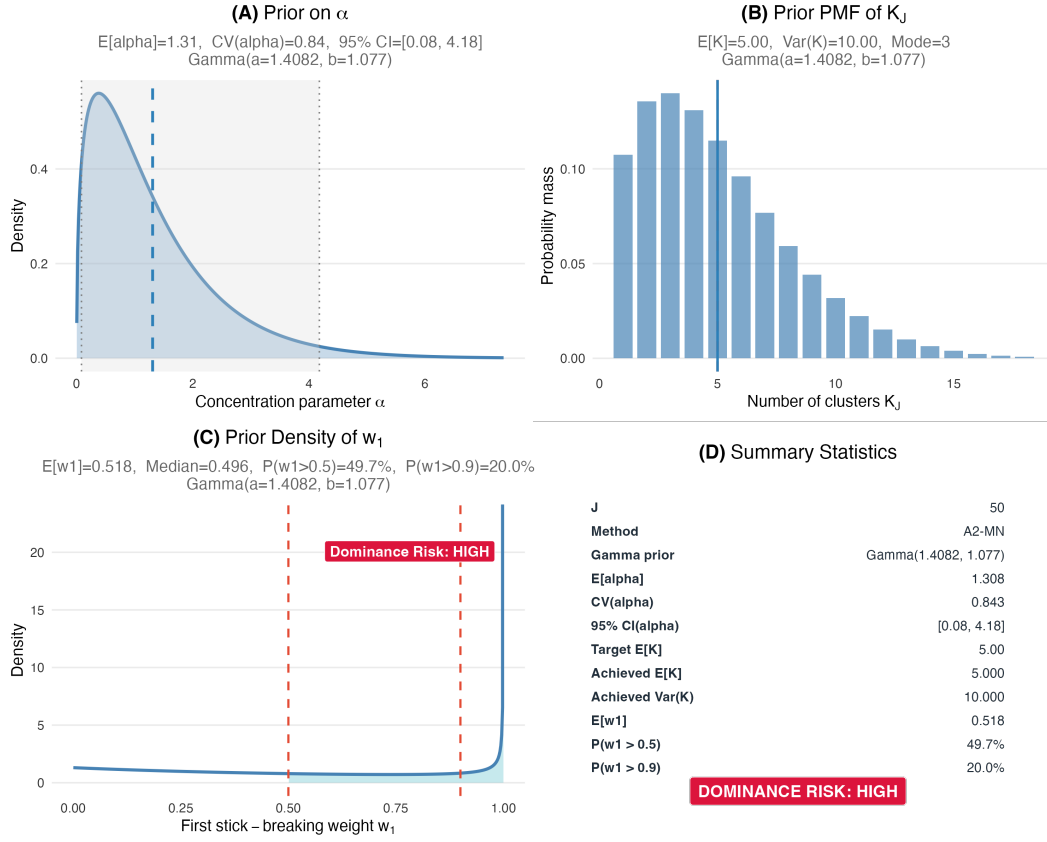 (A) Prior on α
E[alpha]=1.31, CV(alpha)=0.84, 95% CI=[0.08, 4.18]
Gamma(a=1.4082, b=1.077)
Density
0.4
0.2
0.0
0 2 4 6
Concentration parameter α
(B) Prior PMF of KJ
E[K]=5.00, Var(K)=10.00, Mode=3
Gamma(a=1.4082, b=1.077)
Probability mass
0.10
0.05
0.00
0 5 10 15
Number of clusters KJ
(C) Prior Density of w1
E[w1]=0.518, Median=0.496, P(w1>0.5)=49.7%, P(w1>0.9)=20.0%
Gamma(a=1.4082, b=1.077)
Dominance Risk: HIGH
Density
20
15
10
5
0
0.00 0.25 0.50 0.75 1.00
First stick – breaking weight w1
(D) Summary Statistics
J 50
Method A2-MN
Gamma prior Gamma(1.4082, 1.077)
E[alpha] 1.308
CV(alpha) 0.843
95% CI(alpha) [0.08, 4.18]
Target E[K] 5.00
Achieved E[K] 5.000
Achieved Var(K) 10.000
E[w1] 0.518
P(w1 > 0.5) 49.7%
P(w1 > 0.9) 20.0%
DOMINANCE RISK: HIGH